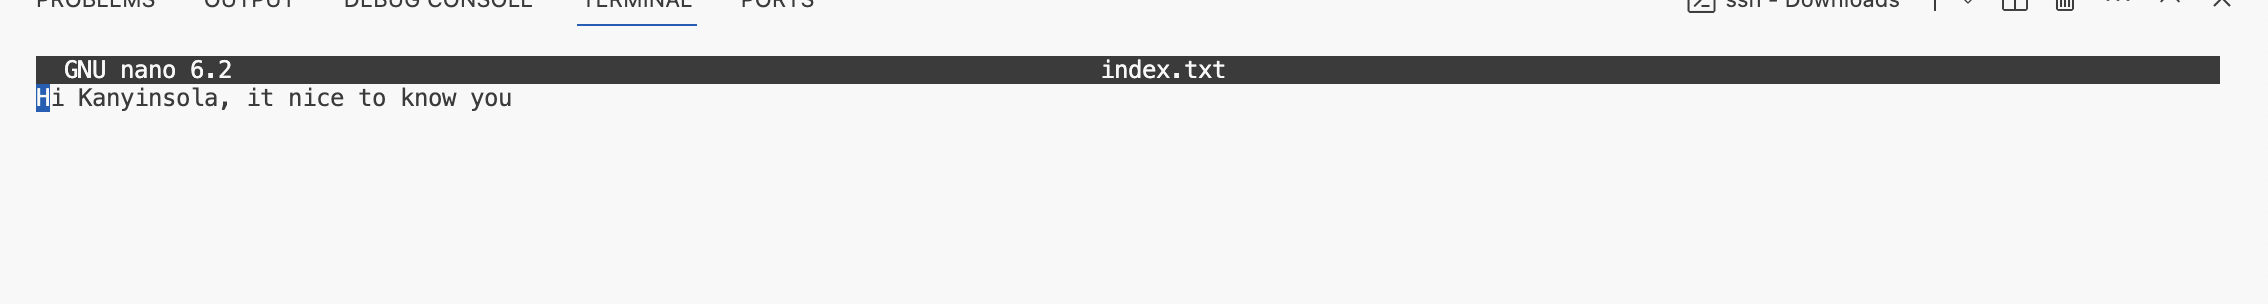 PROBLEMS OUTPUT DEBUG CONSOLE TERMINAL PORTS ssh - Downloads
GNU nano 6.2 index.txt
Hi Kanyinsola, it nice to know you